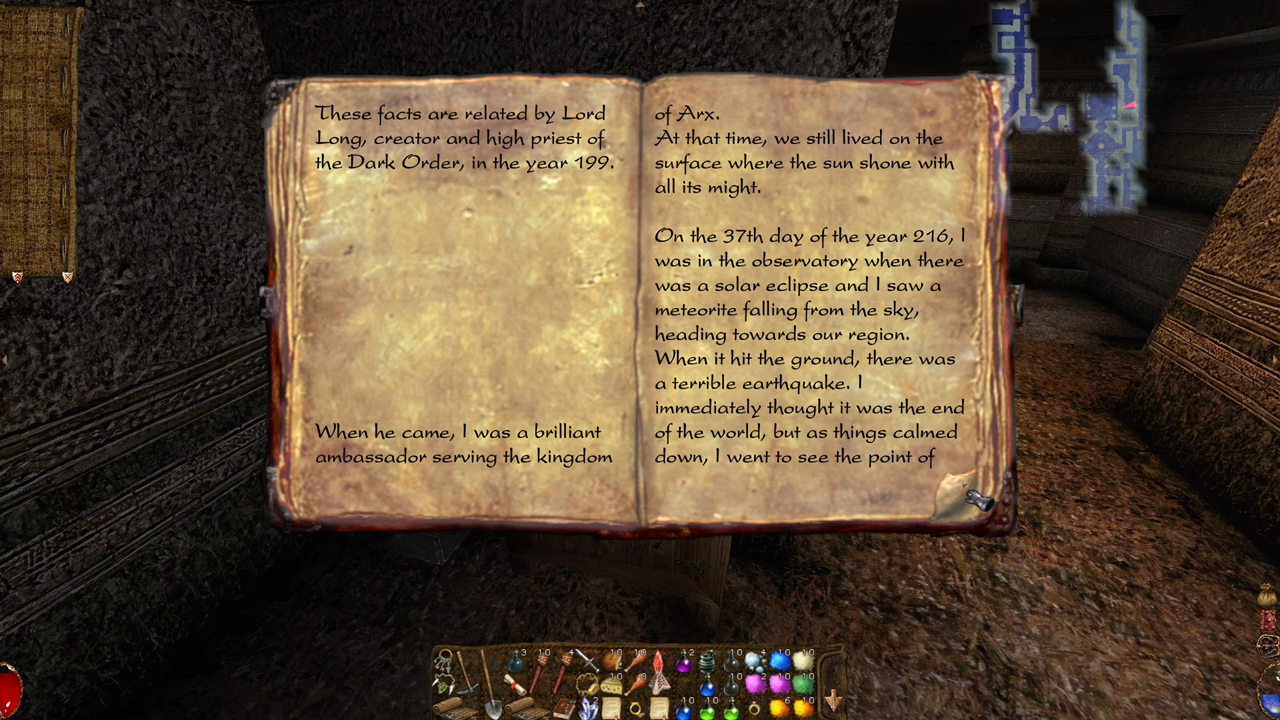 These facts are related by Lord
Long, creator and high priest of
the Dark Order, in the year 199.
When he came, I was a brilliant
ambassador serving the kingdom
of Arx.
At that time, we still lived on the
surface where the sun shone with
all its might.
On the 37th day of the year 216, I
was in the observatory when there
was a solar eclipse and I saw a
meteorite falling from the sky,
heading towards our region.
When it hit the ground, there was
a terrible earthquake. I
immediately thought it was the end
of the world, but as things calmed
down, I went to see the point of